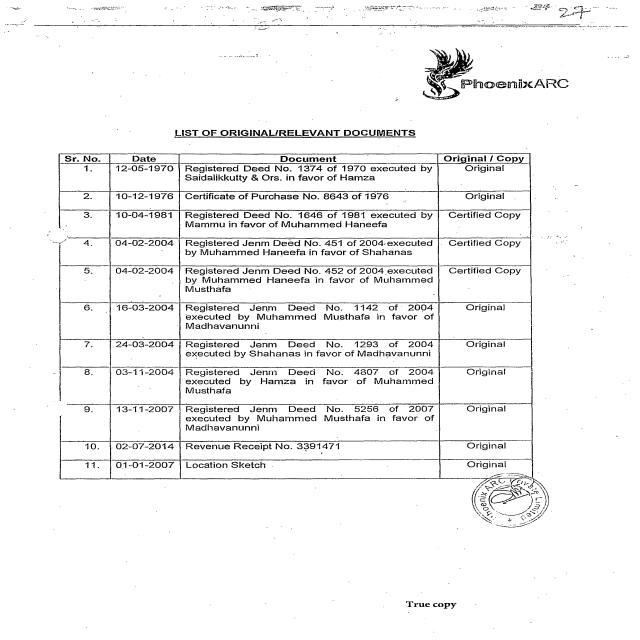 27
PhoenixARC
LIST OF ORIGINAL/RELEVANT DOCUMENTS
Sr. No. Date Document Original / Copy
1. 12-05-1970 Registered Deed No. 1374 of 1970 executed by Original
Saidalikkutty & Ors. in favor of Hamza
2. 10-12-1976 Certificate of Purchase No. 8643 of 1976 Original
3. 10-04-1981 Registered Deed No. 1646 of 1981 executed by Certified Copy
Mammu in favor of Muhammed Haneefa
4. 04-02-2004 Registered Jenm Deed No. 451 of 2004 executed Certified Copy
by Muhammed Haneefa in favor of Shahanas
5. 04-02-2004 Registered Jenm Deed No. 452 of 2004 executed Certified Copy
by Muhammed Haneefa in favor of Muhammed
Musthafa
6. 16-03-2004 Registered Jenm Deed No. 1142 of 2004 Original
executed by Muhammed Musthafa in favor of
Madhavanunni
7. 24-03-2004 Registered Jenm Deed No. 1293 of 2004 Original
executed by Shahanas in favor of Madhavanunni
8. 03-11-2004 Registered Jenm Deed No. 4807 of 2004 Original
executed by Hamza in favor of Muhammed
Musthafa
9. 13-11-2007 Registered Jenm Deed No. 5256 of 2007 Original
executed by Muhammed Musthafa in favor of
Madhavanunni
10. 02-07-2014 Revenue Receipt No. 3391471 Original
11. 01-01-2007 Location Sketch Original
Phoenix ARC Limited
True copy